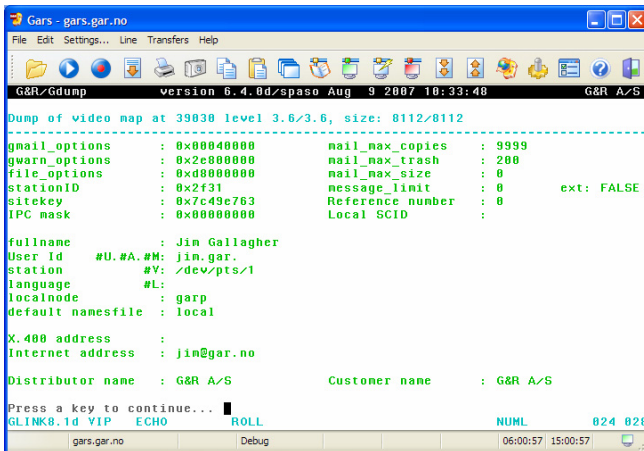 Gars - gars.gar.no
File Edit Settings... Line Transfers Help
G&R/Gdump version 6.4.0d/spaso Aug 9 2007 10:33:48 G&R A/S
Dump of video map at 39030 level 3.6/3.6, size: 8112/8112
gmail_options : 0x00040000 mail_max_copies : 9999
gwarn_options : 0x2e800000 mail_max_trash : 200
file_options : 0xd8000000 mail_max_size : 0
stationID : 0x2f31 message_limit : 0 ext: FALSE
sitekey : 0x7c49e763 Reference number : 0
IPC mask : 0x00000000 Local SCID :
fullname : Jim Gallagher
User Id #U.#A.#M: jim.gar.
station #V: /dev/pts/1
language #L:
localnode : garp
default namesfile : local
X.400 address :
Internet address : jim@gar.no
Distributor name : G&R A/S Customer name : G&R A/S
Press a key to continue...
GLINK8.1d VIP ECHO ROLL NUML 024 028
gars.gar.no Debug 06:00:57 15:00:57